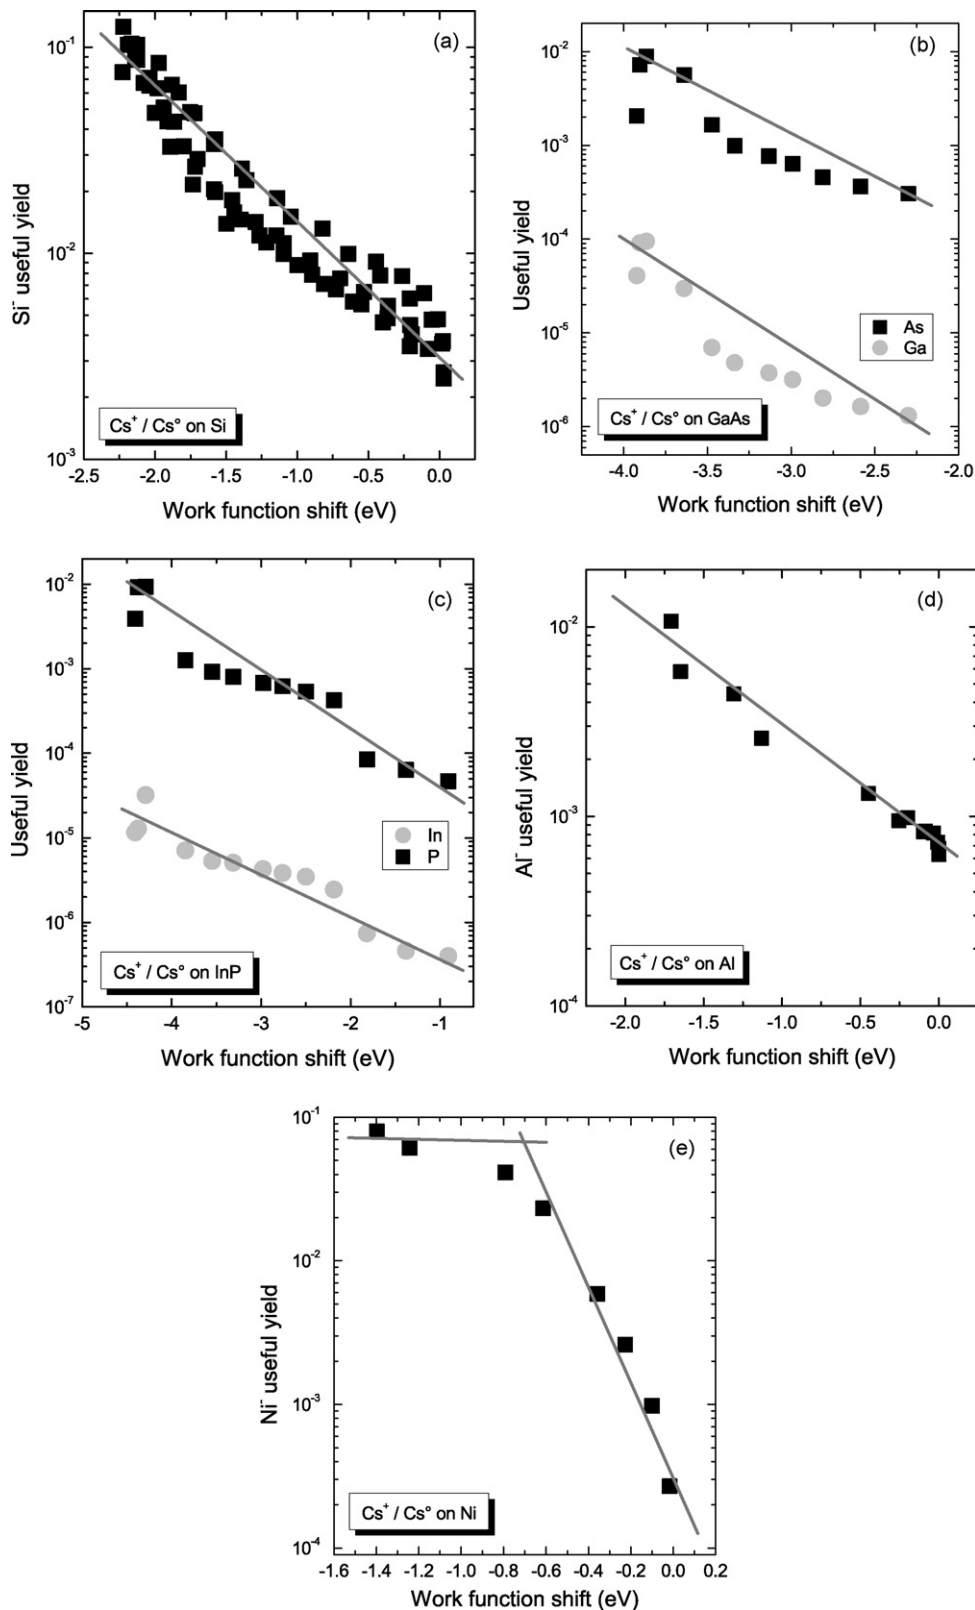 (a)
10⁻¹
10⁻²
10⁻³
Si⁻ useful yield
Cs⁺ / Cs° on Si
-2.5 -2.0 -1.5 -1.0 -0.5 0.0
Work function shift (eV)
(b)
10⁻²
10⁻³
10⁻⁴
10⁻⁵
10⁻⁶
Useful yield
As
Ga
Cs⁺ / Cs° on GaAs
-4.0 -3.5 -3.0 -2.5 -2.0
Work function shift (eV)
(c)
10⁻²
10⁻³
10⁻⁴
10⁻⁵
10⁻⁶
10⁻⁷
Useful yield
In
P
Cs⁺ / Cs° on InP
-5 -4 -3 -2 -1
Work function shift (eV)
(d)
10⁻²
10⁻³
10⁻⁴
Al⁻ useful yield
Cs⁺ / Cs° on Al
-2.0 -1.5 -1.0 -0.5 0.0
Work function shift (eV)
(e)
10⁻¹
10⁻²
10⁻³
10⁻⁴
Ni⁻ useful yield
Cs⁺ / Cs° on Ni
-1.6 -1.4 -1.2 -1.0 -0.8 -0.6 -0.4 -0.2 0.0 0.2
Work function shift (eV)